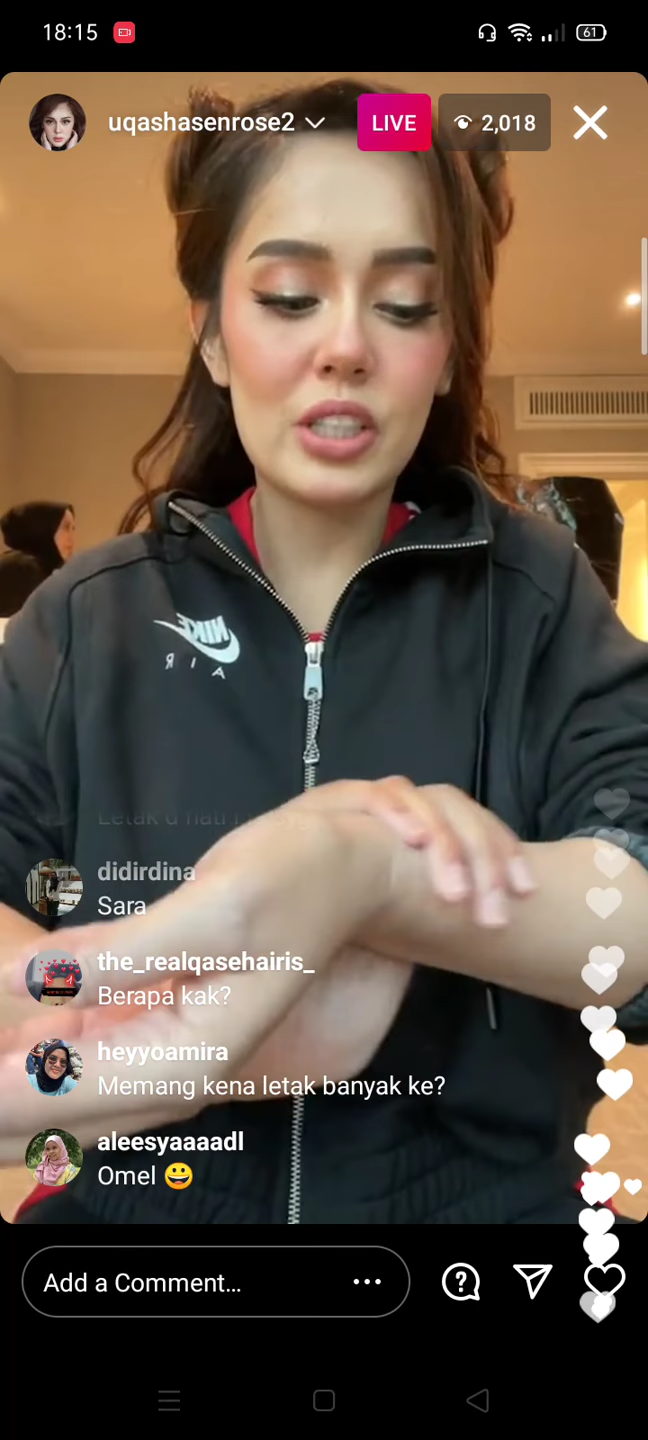 18:15
61
uqashasenrose2
LIVE
2,018
NIKE
AIR
didirdina
Sara
the_realqasehairis_
Berapa kak?
heyyoamira
Memang kena letak banyak ke?
aleesyaaaadl
Omel 😀
Add a Comment...